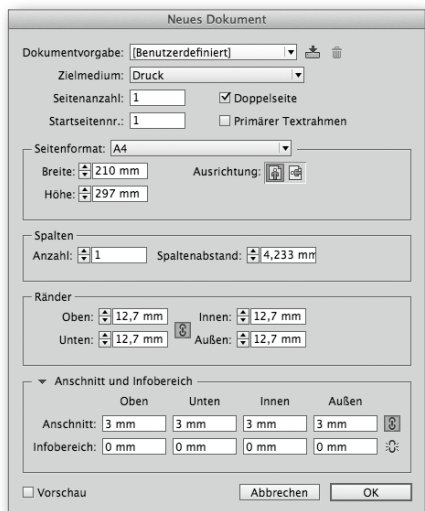 Neues Dokument
Dokumentvorgabe: [Benutzerdefiniert]
Zielmedium: Druck
Seitenanzahl: 1 Doppelseite
Startseitennr.: 1 Primärer Textrahmen
Seitenformat: A4
Breite: 210 mm Ausrichtung:
Höhe: 297 mm
Spalten
Anzahl: 1 Spaltenabstand: 4,233 mm
Ränder
Oben: 12,7 mm Innen: 12,7 mm
Unten: 12,7 mm Außen: 12,7 mm
Anschnitt und Infobereich
Oben Unten Innen Außen
Anschnitt: 3 mm 3 mm 3 mm 3 mm
Infobereich: 0 mm 0 mm 0 mm 0 mm
Vorschau Abbrechen OK